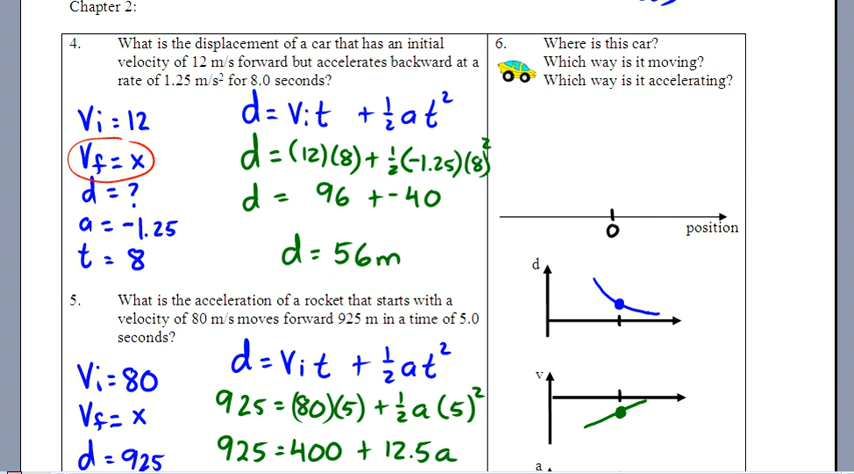 Chapter 2:
4. What is the displacement of a car that has an initial
velocity of 12 m/s forward but accelerates backward at a
rate of 1.25 m/s² for 8.0 seconds?
Vi = 12
Vf = x
d = ?
a = -1.25
t = 8
d = Vit + ½at²
d = (12)(8) + ½(-1.25)(8)²
d = 96 + -40
d = 56m
5. What is the acceleration of a rocket that starts with a
velocity of 80 m/s moves forward 925 m in a time of 5.0
seconds?
Vi = 80
Vf = x
d = 925
d = Vit + ½at²
925 = (80)(5) + ½a(5)²
925 = 400 + 12.5a
6. Where is this car?
Which way is it moving?
Which way is it accelerating?
0
position
d
v
a